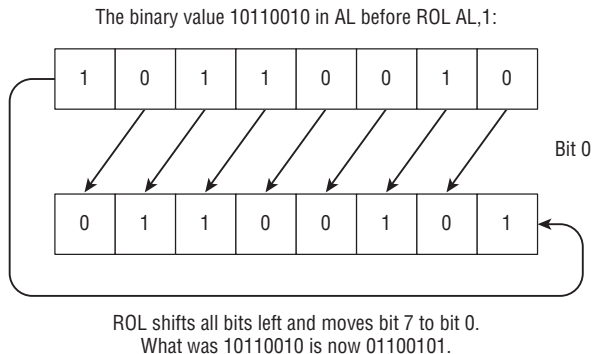 The binary value 10110010 in AL before ROL AL,1:
1 0 1 1 0 0 1 0
Bit 0
0 1 1 0 0 1 0 1
ROL shifts all bits left and moves bit 7 to bit 0.
What was 10110010 is now 01100101.